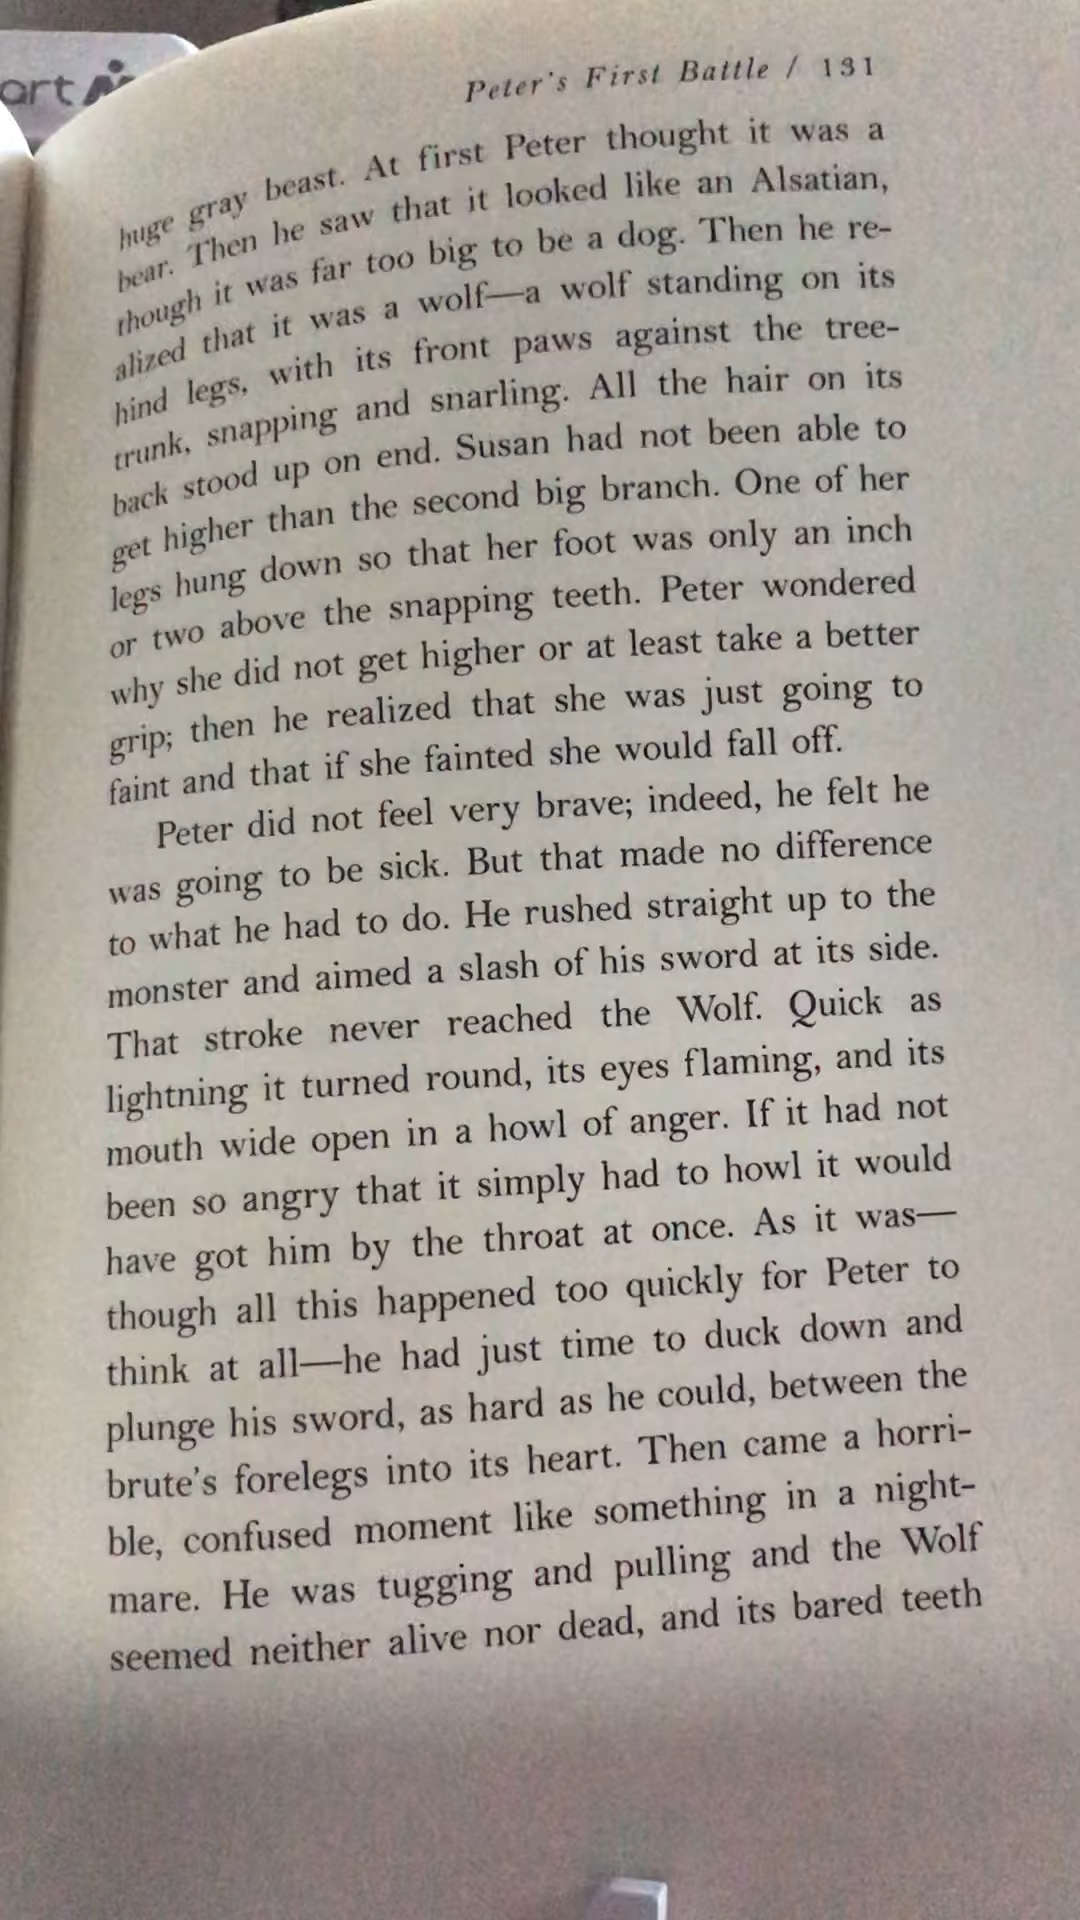 art
Peter's First Battle / 131
huge gray beast. At first Peter thought it was a
bear. Then he saw that it looked like an Alsatian,
though it was far too big to be a dog. Then he re-
alized that it was a wolf—a wolf standing on its
hind legs, with its front paws against the tree-
trunk, snapping and snarling. All the hair on its
back stood up on end. Susan had not been able to
get higher than the second big branch. One of her
legs hung down so that her foot was only an inch
or two above the snapping teeth. Peter wondered
why she did not get higher or at least take a better
grip; then he realized that she was just going to
faint and that if she fainted she would fall off.
Peter did not feel very brave; indeed, he felt he
was going to be sick. But that made no difference
to what he had to do. He rushed straight up to the
monster and aimed a slash of his sword at its side.
That stroke never reached the Wolf. Quick as
lightning it turned round, its eyes flaming, and its
mouth wide open in a howl of anger. If it had not
been so angry that it simply had to howl it would
have got him by the throat at once. As it was—
though all this happened too quickly for Peter to
think at all—he had just time to duck down and
plunge his sword, as hard as he could, between the
brute's forelegs into its heart. Then came a horri-
ble, confused moment like something in a night-
mare. He was tugging and pulling and the Wolf
seemed neither alive nor dead, and its bared teeth